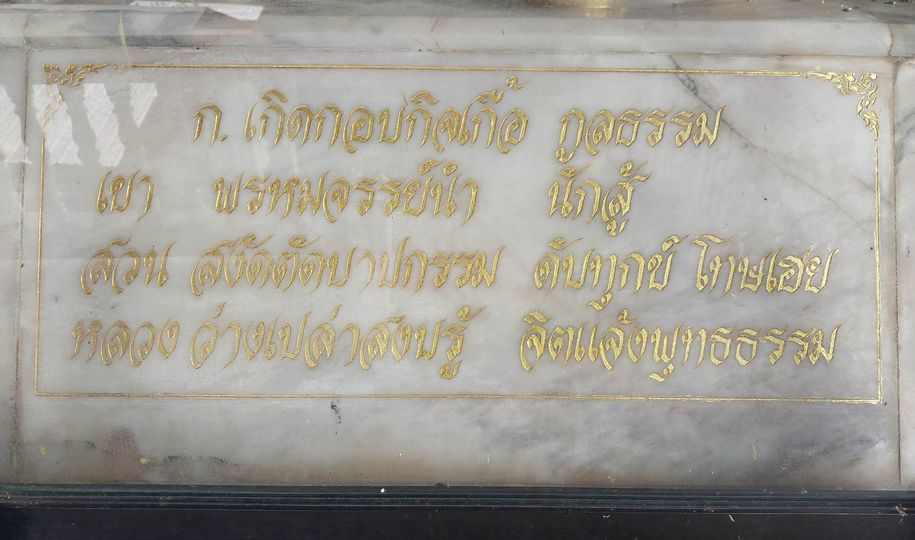 ก. เกิดกอบกิจเกื้อ กูลธรรม
เขา พรหมจรรย์นำ นึกสู้
สวน สงัดตัดบาปกรรม ดับทุกข์ โทษเฮย
หลวง ว่างเปล่าสงบรู้ จิตแจ้งพุทธธรรม